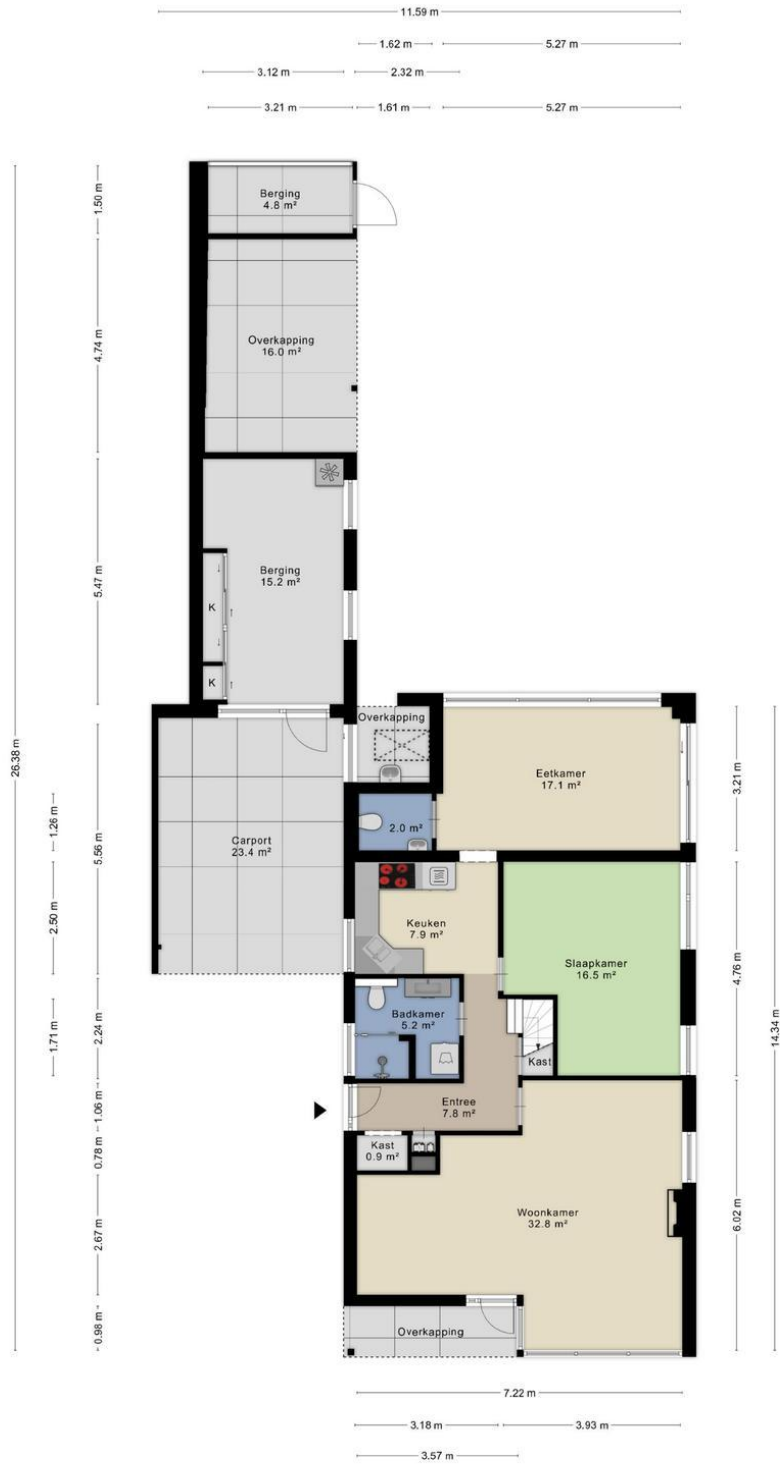 11.59 m
1.62 m
5.27 m
3.12 m
2.32 m
3.21 m
1.61 m
5.27 m
1.50 m
Berging
4.8 m²
4.74 m
Overkapping
16.0 m²
5.47 m
Berging
15.2 m²
K
K
26.38 m
Overkapping
Eetkamer
17.1 m²
3.21 m
1.26 m
2.0 m²
5.56 m
Carport
23.4 m²
2.50 m
Keuken
7.9 m²
Slaapkamer
16.5 m²
4.76 m
14.34 m
1.71 m
2.24 m
Badkamer
5.2 m²
Kast
1.06 m
Entree
7.8 m²
0.78 m
Kast
0.9 m²
Woonkamer
32.8 m²
6.02 m
2.67 m
0.98 m
Overkapping
7.22 m
3.18 m
3.93 m
3.57 m